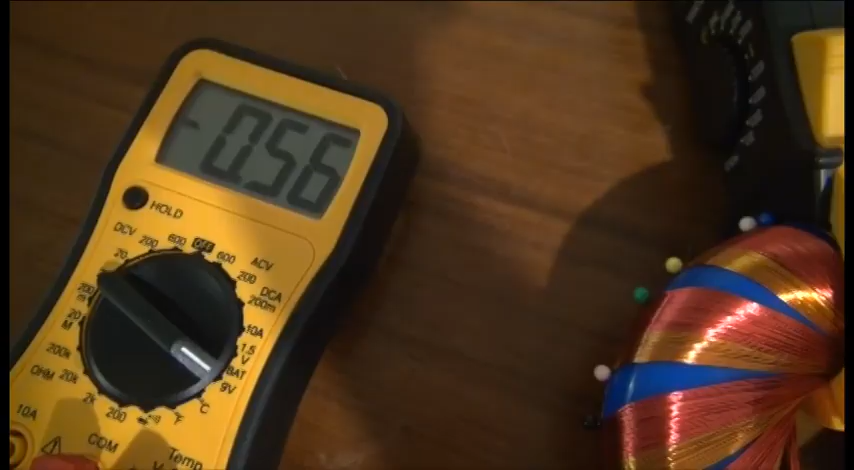 -0.56
HOLD
DCV
200
600
OFF
600
ACV
20
200
DCA
200m
200
m
20
M
10A
1.5
V
BAT
9V
200k
OHM
20k
2k
200
°F
°C
10A
COM
Temp